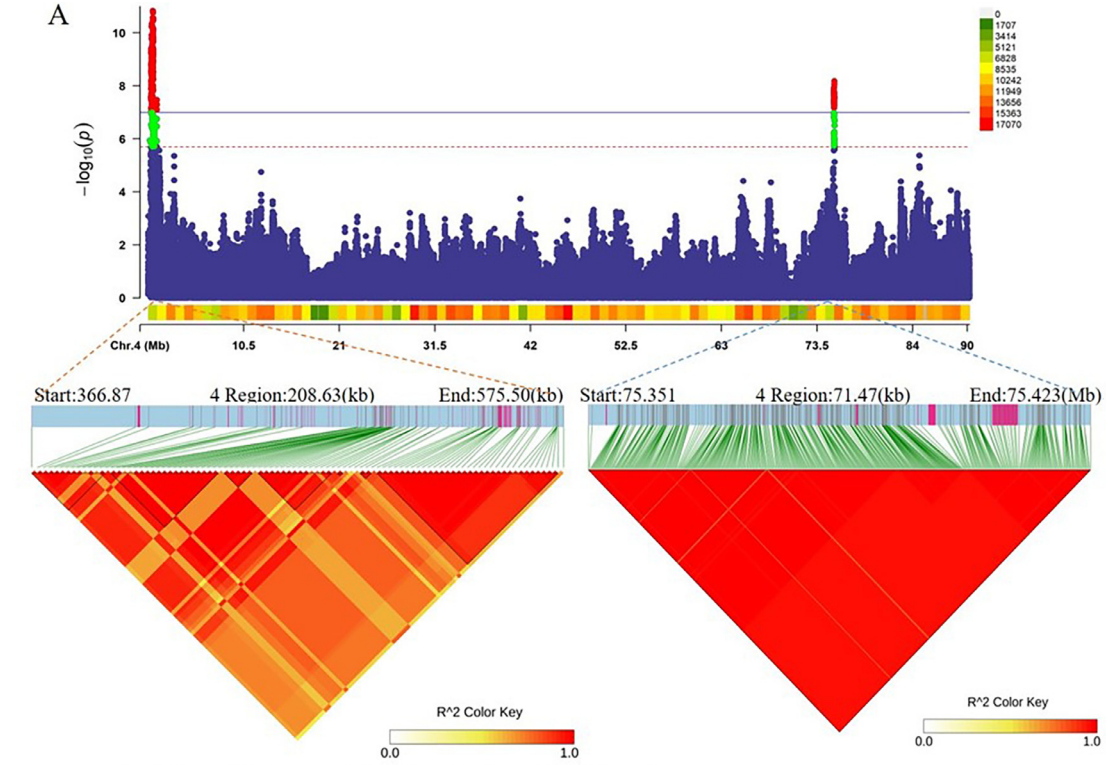 A
10
8
6
4
2
0
−log10(p)
0
1707
3414
5121
6828
8535
10242
11949
13656
15363
17070
Chr.4 (Mb) 10.5 21 31.5 42 52.5 63 73.5 84 90
Start:366.87 4 Region:208.63(kb) End:575.50(kb)
Start:75.351 4 Region:71.47(kb) End:75.423(Mb)
R^2 Color Key
0.0 1.0
R^2 Color Key
0.0 1.0